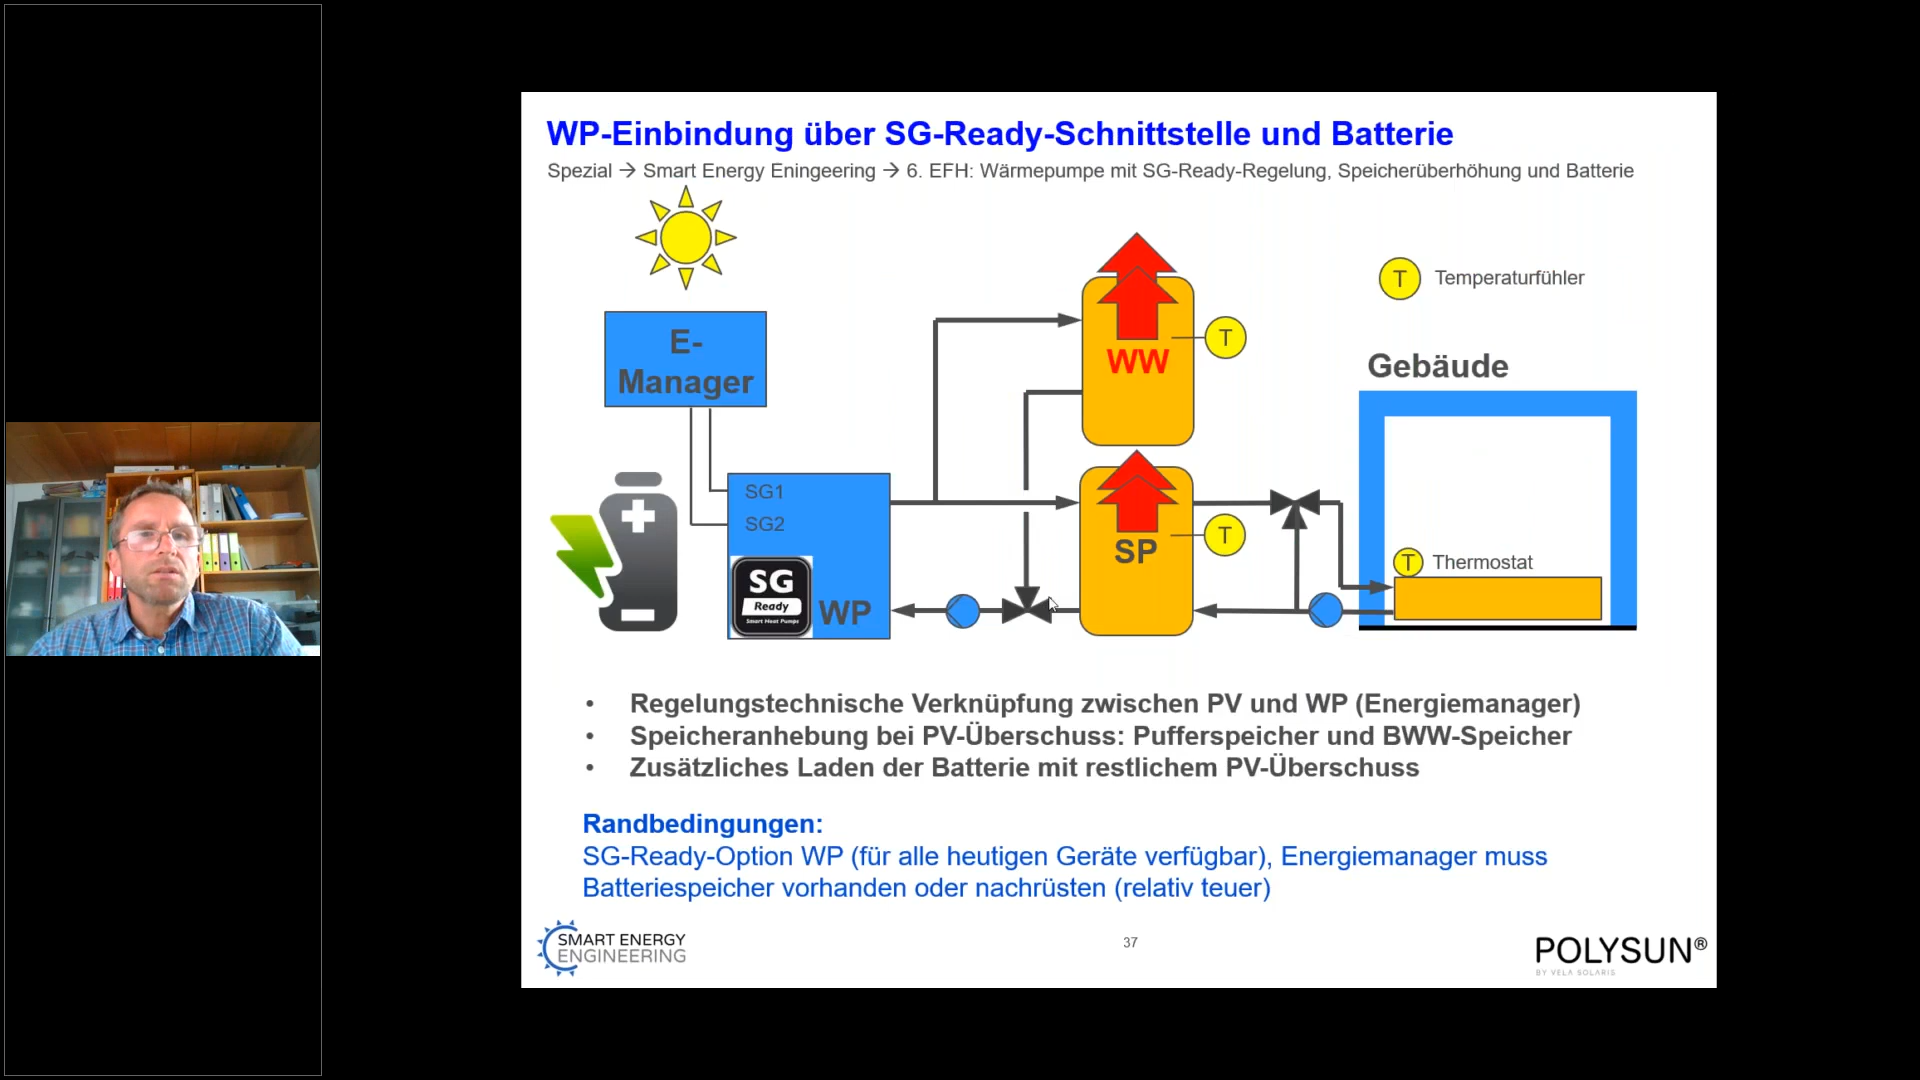 WP-Einbindung über SG-Ready-Schnittstelle und Batterie
Spezial → Smart Energy Eningeering → 6. EFH: Wärmepumpe mit SG-Ready-Regelung, Speicherüberhöhung und Batterie
T Temperaturfühler
E-
Manager
WW
T
Gebäude
SG1
SG2
SG
Ready
Smart Heat Pumps
WP
SP
T
T Thermostat
• Regelungstechnische Verknüpfung zwischen PV und WP (Energiemanager)
• Speicheranhebung bei PV-Überschuss: Pufferspeicher und BWW-Speicher
• Zusätzliches Laden der Batterie mit restlichem PV-Überschuss
Randbedingungen:
SG-Ready-Option WP (für alle heutigen Geräte verfügbar), Energiemanager muss
Batteriespeicher vorhanden oder nachrüsten (relativ teuer)
SMART ENERGY
ENGINEERING
37
POLYSUN®
BY VELA SOLARIS